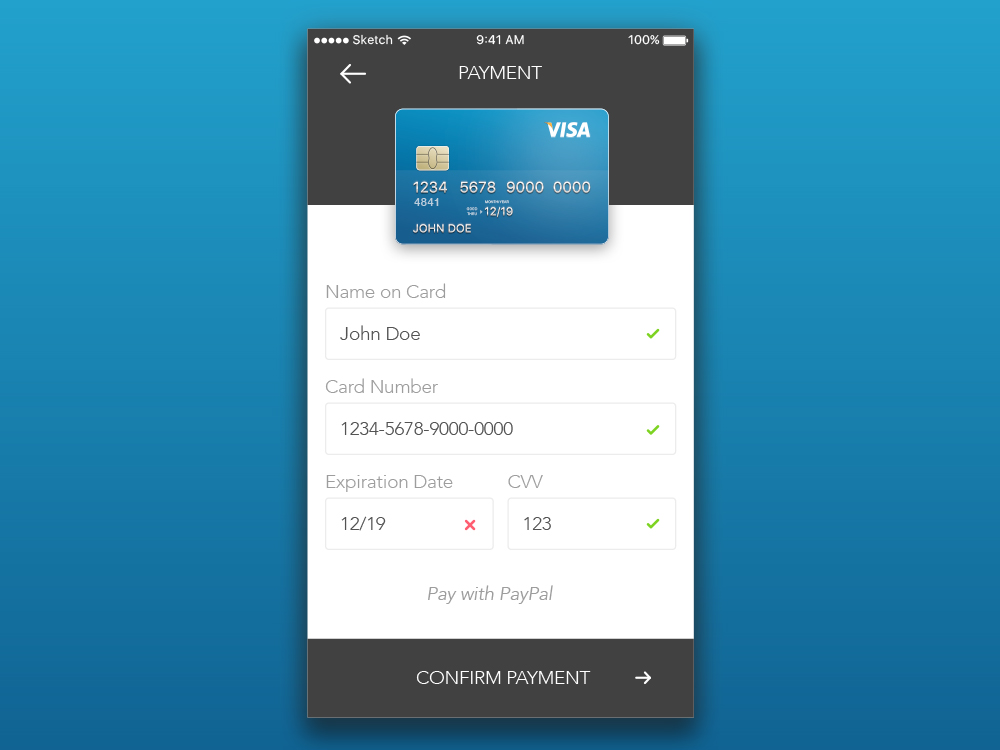 Sketch 9:41 AM 100%
PAYMENT
VISA
1234 5678 9000 0000
4841
MONTH/YEAR
GOOD
THRU 12/19
JOHN DOE
Name on Card
John Doe
Card Number
1234-5678-9000-0000
Expiration Date CVV
12/19 123
Pay with PayPal
CONFIRM PAYMENT